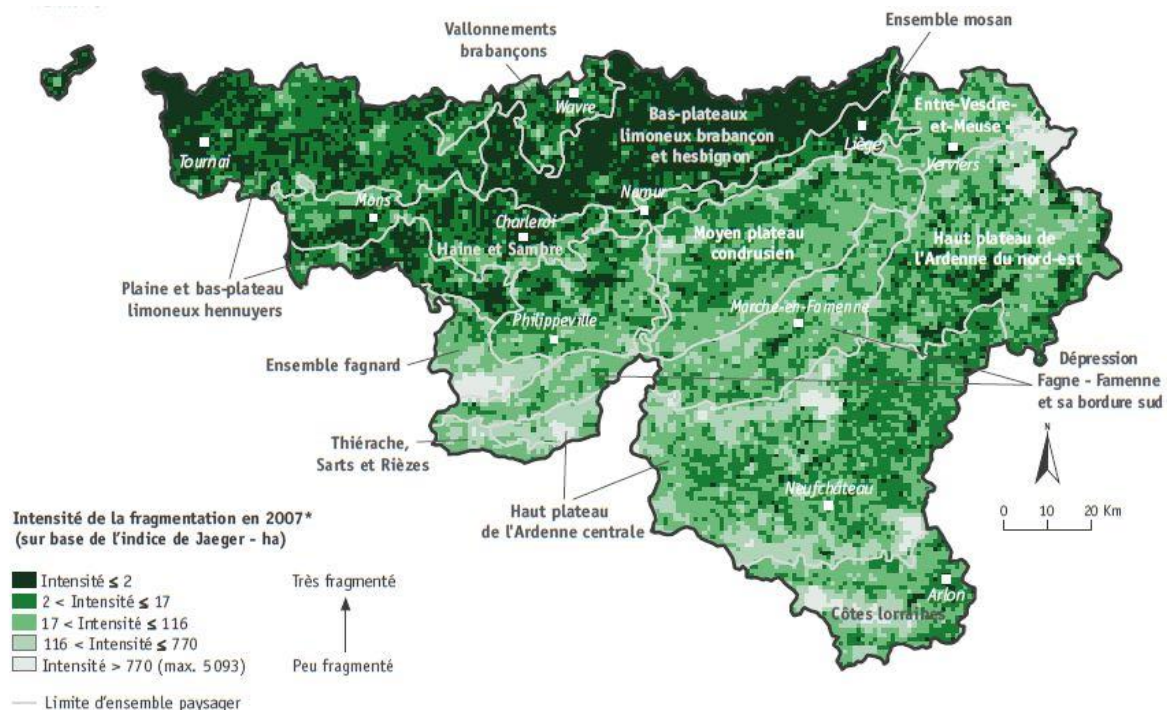 Vallonnements
brabançons
Ensemble mosan
Wavre
Bas-plateaux
limoneux brabançon
et hesbignon
Entre-Vesdre-
et-Meuse
Liège
Verviers
Tournai
Mons
Namur
Charleroi
Haine et Sambre
Moyen plateau
condrusien
Haut plateau de
l'Ardenne du nord-est
Plaine et bas-plateau
limoneux hennuyers
Marche-en-Famenne
Philippeville
Ensemble fagnard
Dépression
Fagne - Famenne
et sa bordure sud
Thiérache,
Sarts et Rièzes
N
Neufchâteau
Haut plateau
de l'Ardenne centrale
0 10 20 Km
Arlon
Côtes lorraines
Intensité de la fragmentation en 2007*
(sur base de l'indice de Jaeger - ha)
Intensité ≤ 2
2 < Intensité ≤ 17
17 < Intensité ≤ 116
116 < Intensité ≤ 770
Intensité > 770 (max. 5 093)
Très fragmenté
Peu fragmenté
Limite d'ensemble paysager